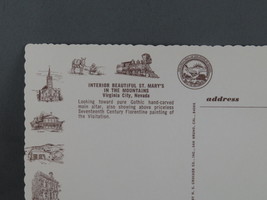 INTERIOR BEAUTIFUL ST. MARY'S
IN THE MOUNTAINS
Virginia City, Nevada
Looking toward pure Gothic hand-carved
main altar, also showing above priceless
Seventeenth Century Florentine painting of
the Visitation.
address